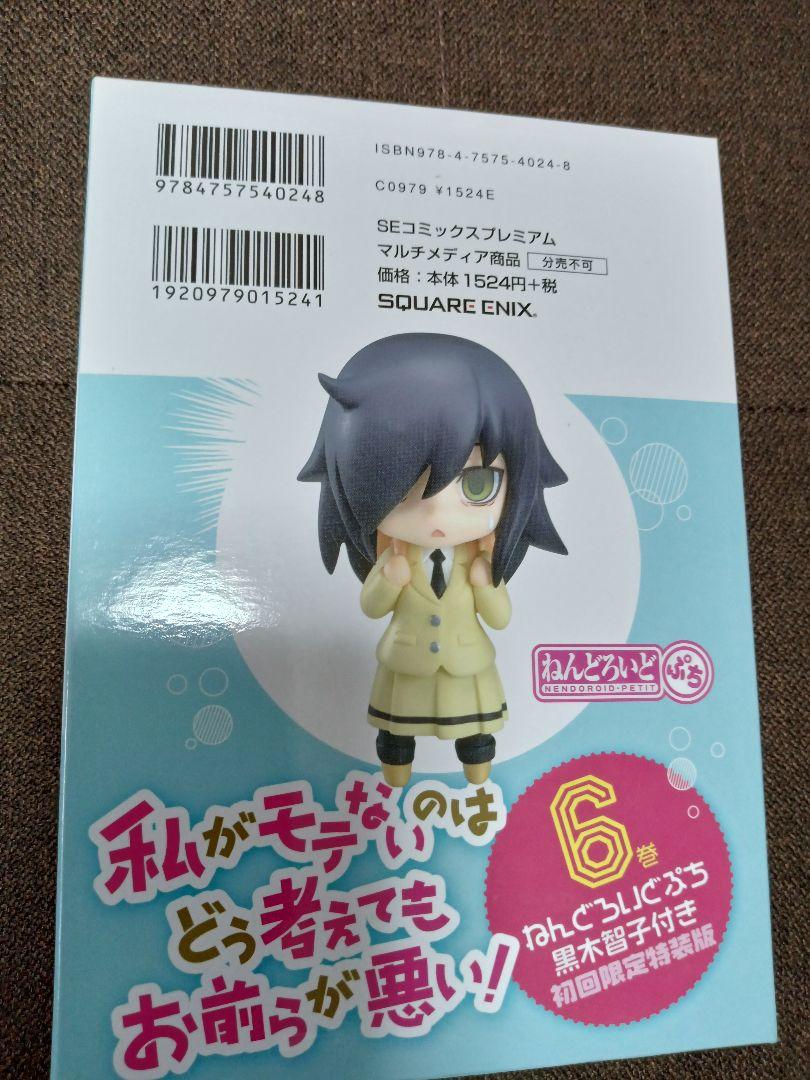 ISBN978-4-7575-4024-8
9784757540248
C0979 ¥1524E
SEコミックスプレミアム
マルチメディア商品 分売不可
価格：本体1524円+税
1920979015241
SQUARE ENIX®
ねんどろいど ぷち
NENDOROID・PETIT
私がモテないのは
どう考えても
お前らが悪い!
6巻
ねんどろいどぷち
黒木智子付き
初回限定特装版